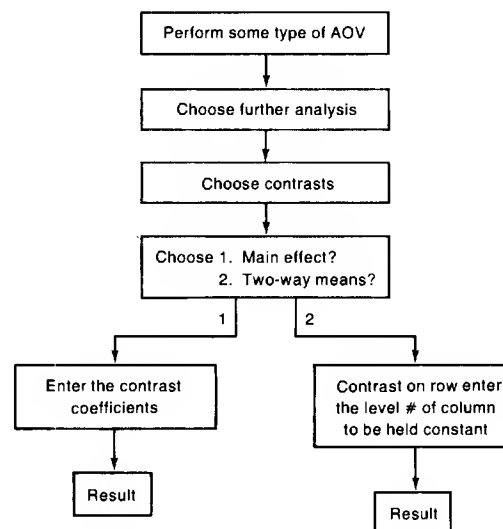 Perform some type of AOV
Choose further analysis
Choose contrasts
Choose 1. Main effect?
2. Two-way means?
1
2
Enter the contrast
coefficients
Contrast on row enter
the level # of column
to be held constant
Result
Result